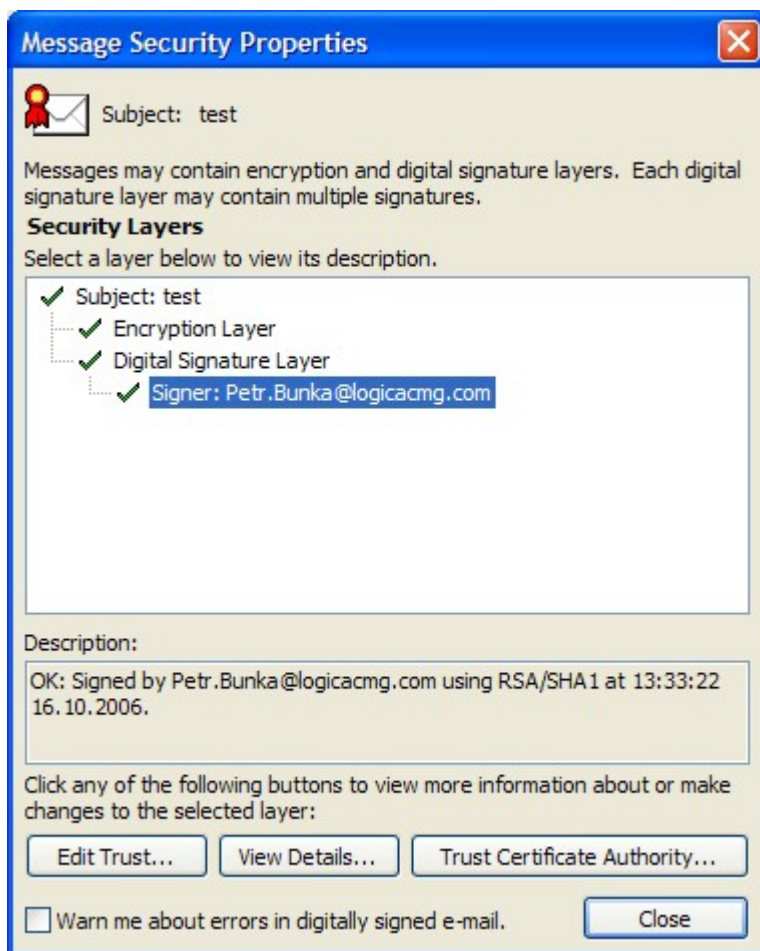 Message Security Properties
Subject: test
Messages may contain encryption and digital signature layers. Each digital
signature layer may contain multiple signatures.
Security Layers
Select a layer below to view its description.
Subject: test
Encryption Layer
Digital Signature Layer
Signer: Petr.Bunka@logicacmg.com
Description:
OK: Signed by Petr.Bunka@logicacmg.com using RSA/SHA1 at 13:33:22
16.10.2006.
Click any of the following buttons to view more information about or make
changes to the selected layer:
Edit Trust... View Details... Trust Certificate Authority...
Warn me about errors in digitally signed e-mail. Close